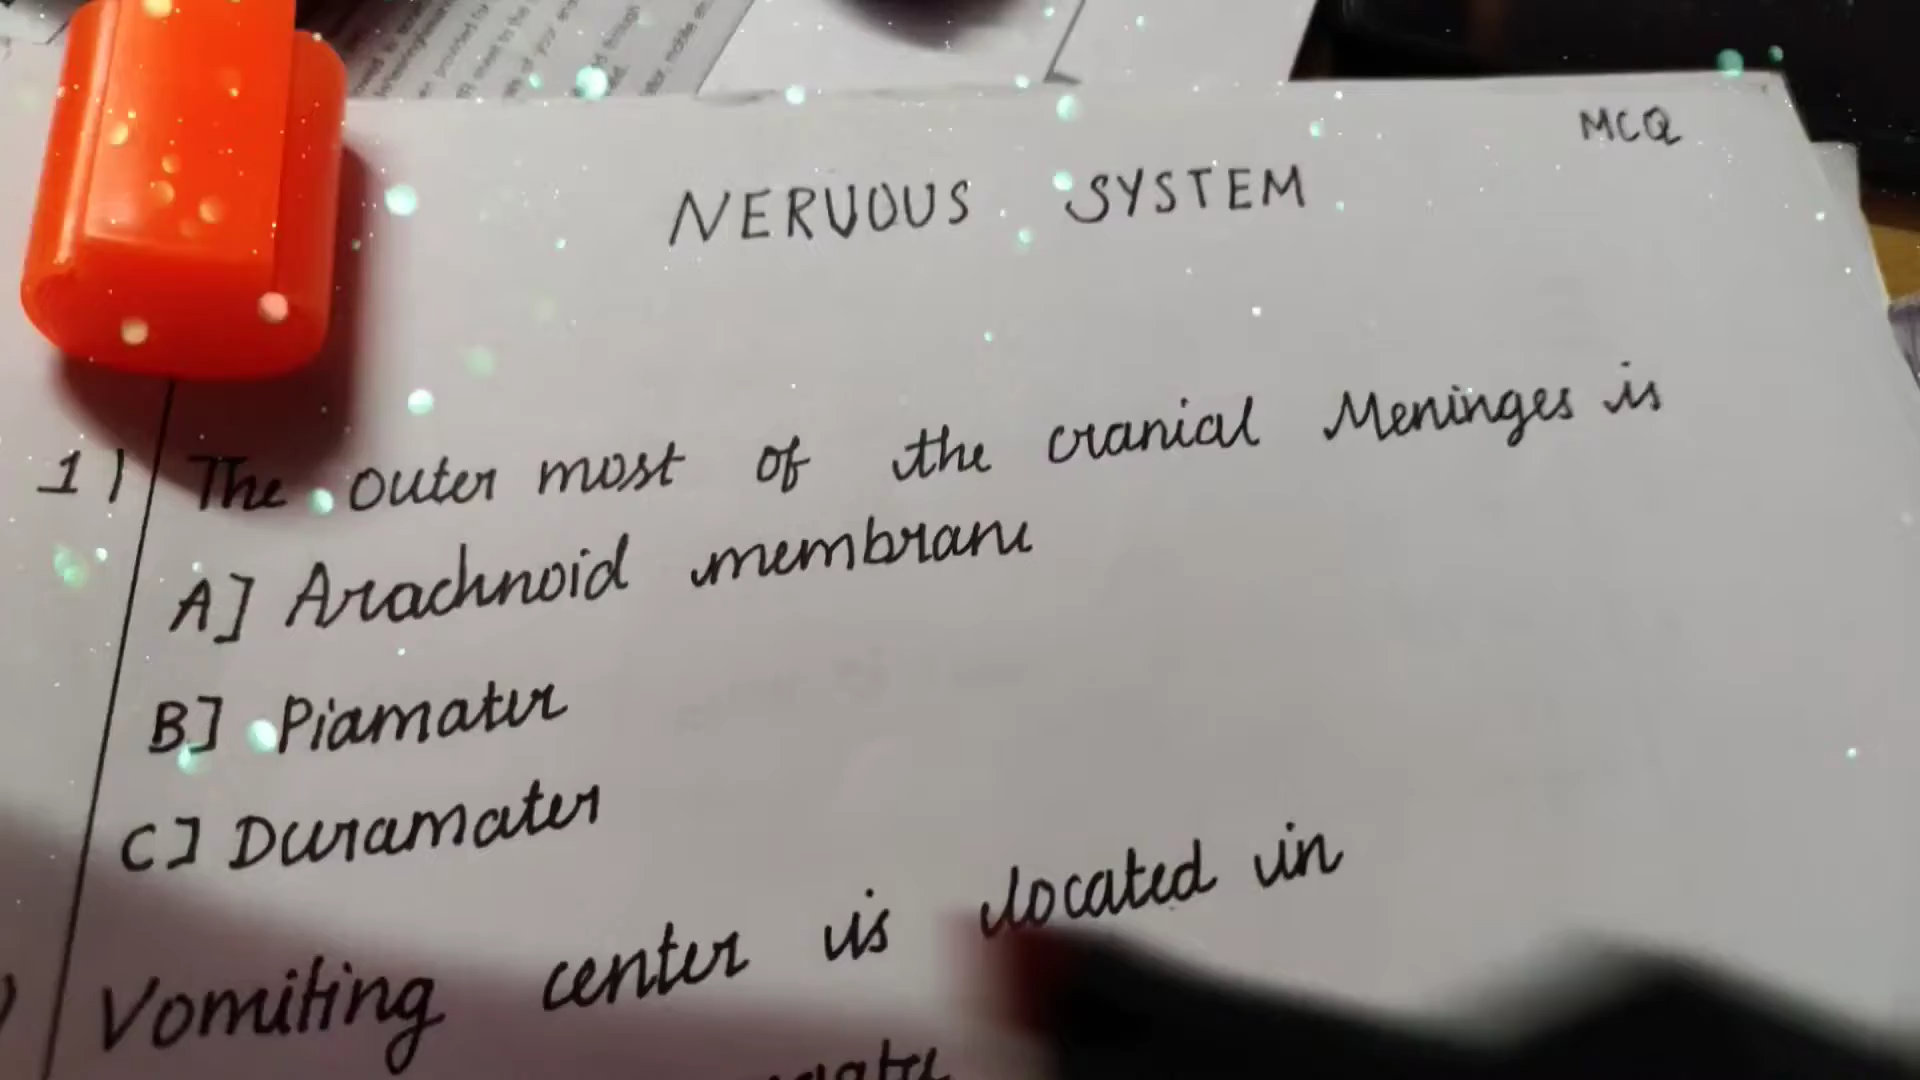 MCQ
NERVOUS SYSTEM
1) The outer most of the cranial Meninges is
A] Arachnoid membrane
B] Piamater
C] Duramater
Vomiting center is located in